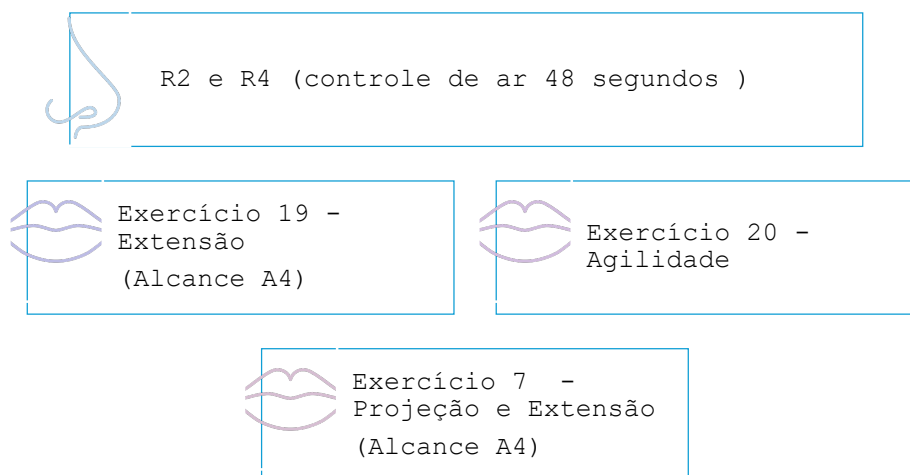 R2 e R4 (controle de ar 48 segundos )
Exercício 19 -
Extensão
(Alcance A4)
Exercício 20 -
Agilidade
Exercício 7  -
Projeção e Extensão
(Alcance A4)